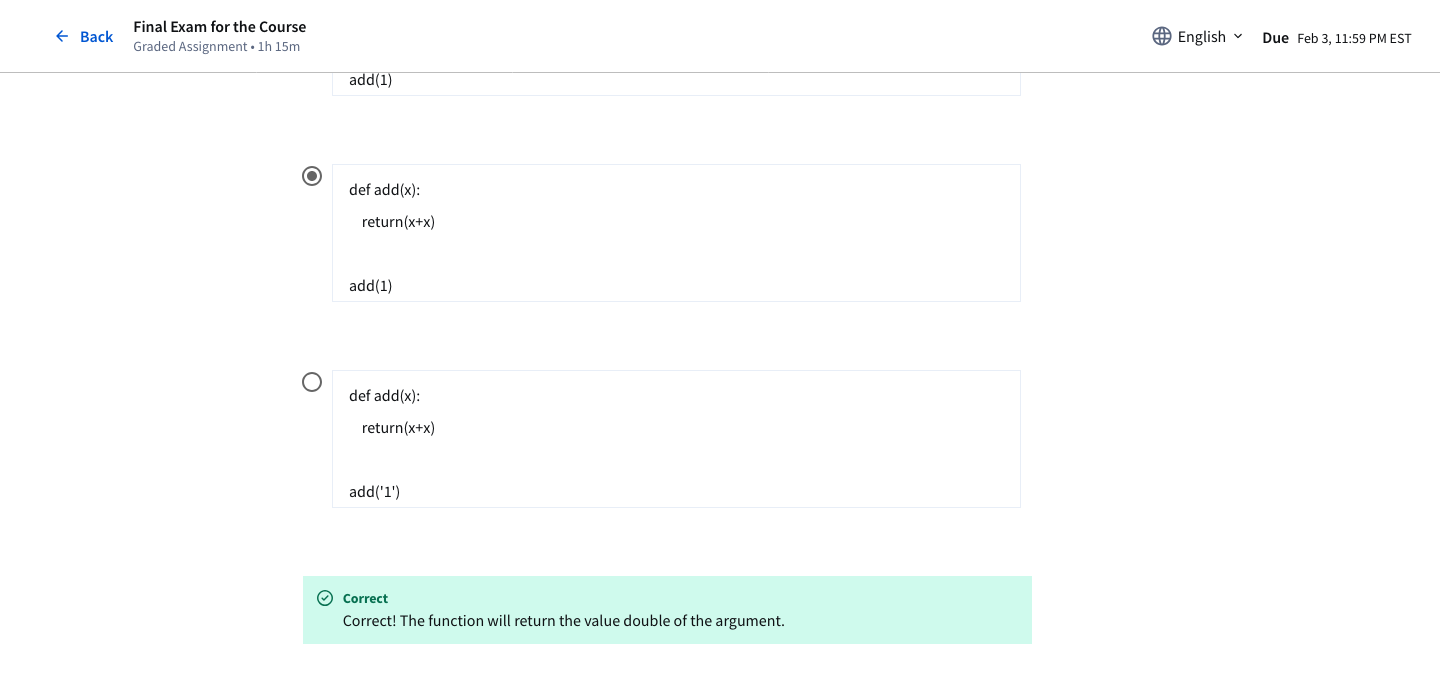 Back
Final Exam for the Course
Graded Assignment • 1h 15m
English
Due Feb 3, 11:59 PM EST
add(1)
def add(x):
return(x+x)
add(1)
def add(x):
return(x+x)
add('1')
Correct
Correct! The function will return the value double of the argument.